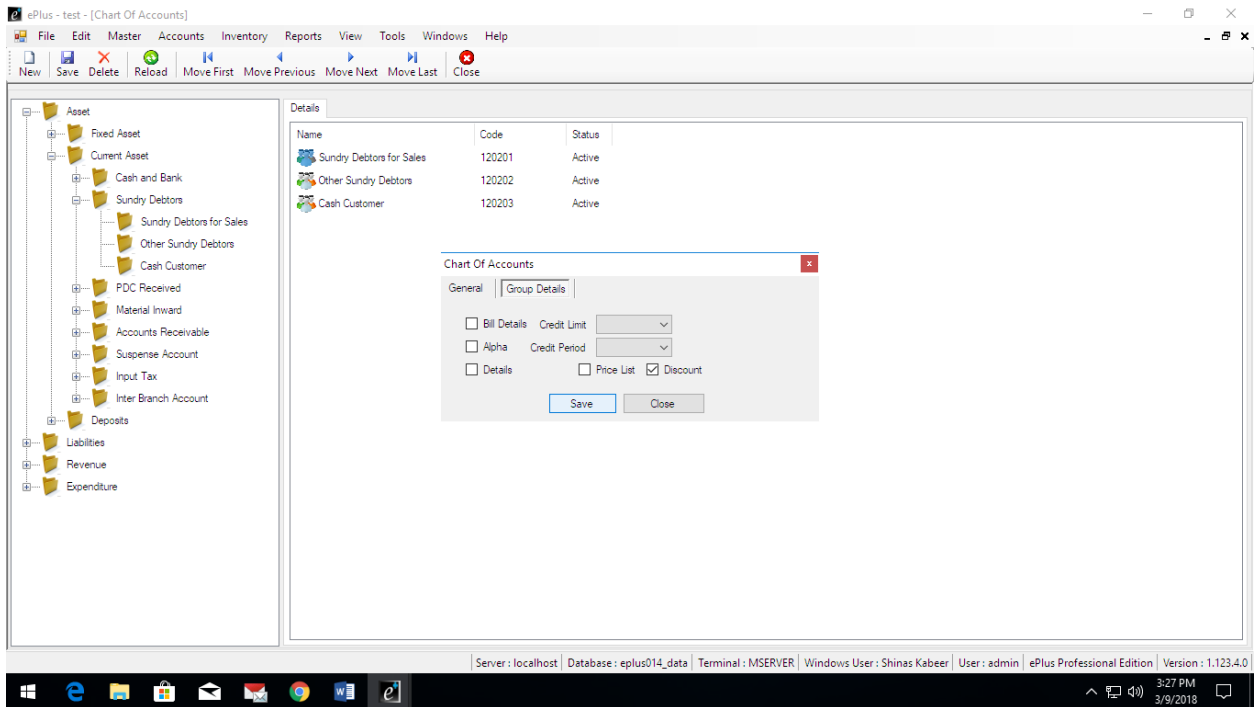 ePlus - test - [Chart Of Accounts]
File Edit Master Accounts Inventory Reports View Tools Windows Help
New Save Delete Reload Move First Move Previous Move Next Move Last Close
Asset
Fixed Asset
Current Asset
Cash and Bank
Sundry Debtors
Sundry Debtors for Sales
Other Sundry Debtors
Cash Customer
PDC Received
Material Inward
Accounts Receivable
Suspense Account
Input Tax
Inter Branch Account
Deposits
Liabilities
Revenue
Expenditure
Details
Name Code Status
Sundry Debtors for Sales 120201 Active
Other Sundry Debtors 120202 Active
Cash Customer 120203 Active
Chart Of Accounts
General Group Details
Bill Details Credit Limit
Alpha Credit Period
Details Price List Discount
Save Close
Server : localhost Database : eplus014_data Terminal : MSERVER Windows User : Shinas Kabeer User : admin ePlus Professional Edition Version : 1.123.4.0
3:27 PM
3/9/2018